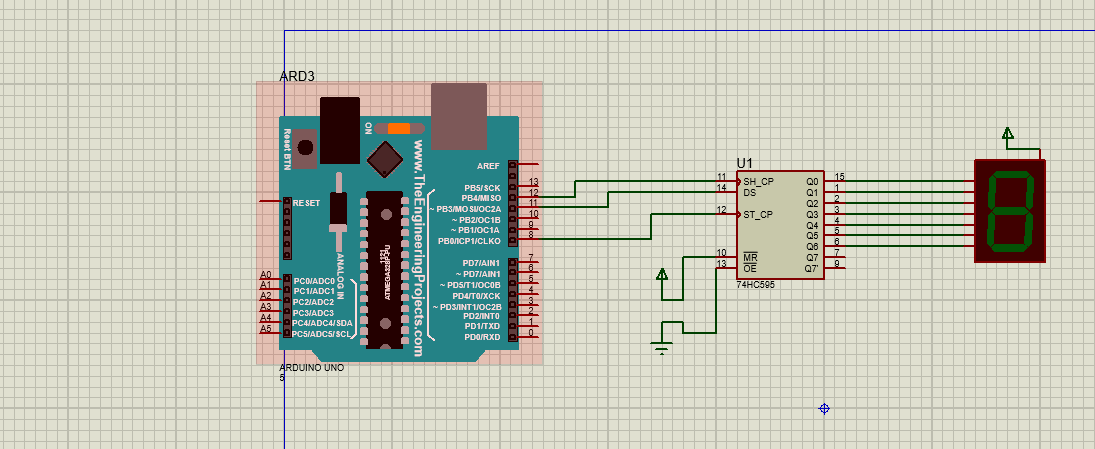 ARD3
ON
Reset BTN
www.TheEngineeringProjects.com
AREF
13
PB5/SCK
12
PB4/MISO
11
~ PB3/MOSI/OC2A
10
~ PB2/OC1B
9
~ PB1/OC1A
8
PB0/ICP1/CLKO
RESET
ANALOG IN
7
PD7/AIN1
6
~ PD7/AIN1
5
~ PD5/T1/OC0B
4
PD4/T0/XCK
3
~ PD3/INT1/OC2B
2
PD2/INT0
1
PD1/TXD
0
PD0/RXD
A0
PC0/ADC0
A1
PC1/ADC1
A2
PC2/ADC2
A3
PC3/ADC3
A4
PC4/ADC4/SDA
A5
PC5/ADC5/SCL
ARDUINO UNO
5
U1
11
SH_CP
14
DS
12
ST_CP
10
MR
13
OE
Q0
15
Q1
1
Q2
2
Q3
3
Q4
4
Q5
5
Q6
6
Q7
7
Q7'
9
74HC595